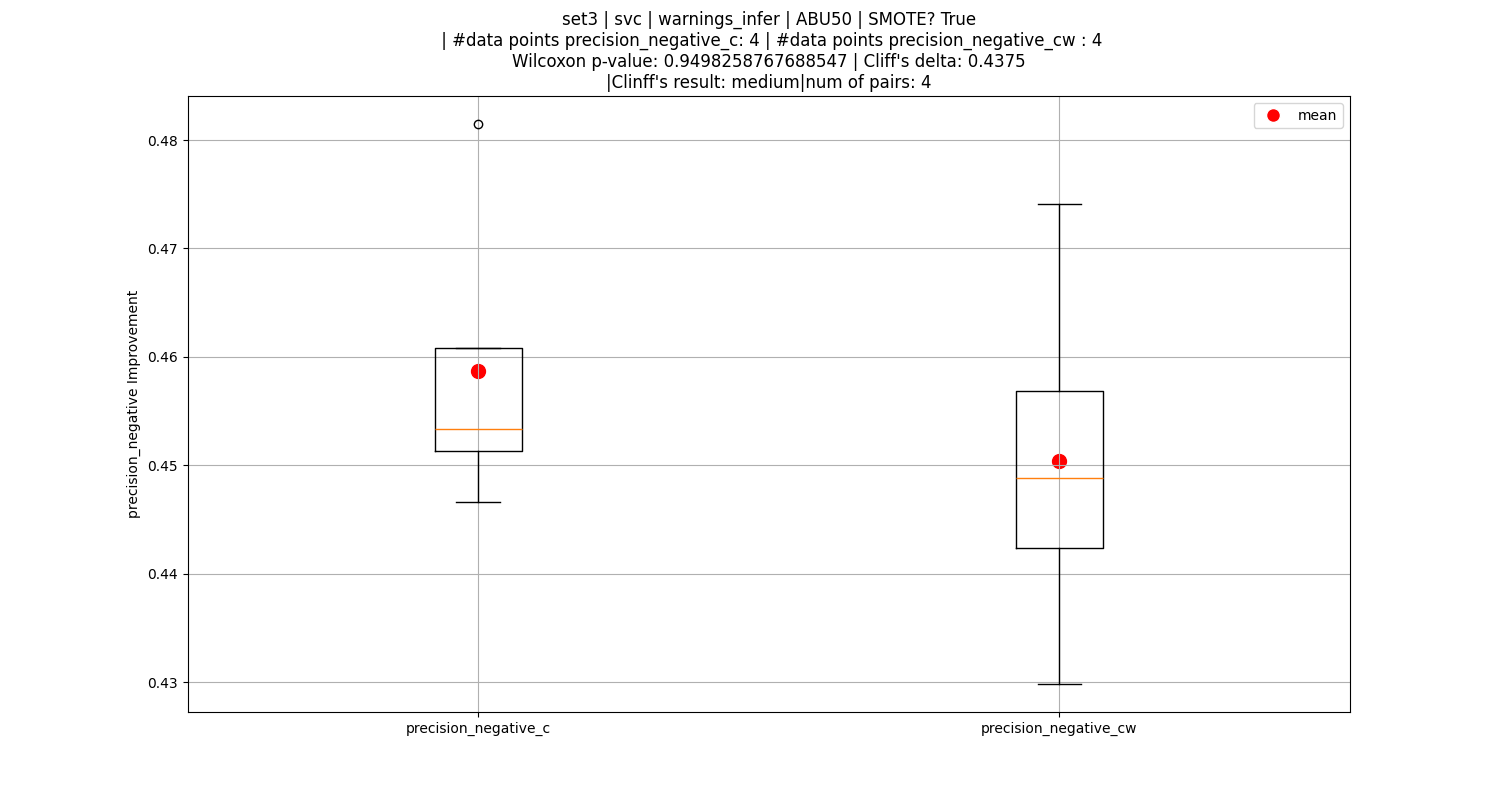 set3 | svc | warnings_infer | ABU50 | SMOTE? True
| #data points precision_negative_c: 4 | #data points precision_negative_cw : 4
Wilcoxon p-value: 0.9498258767688547 | Cliff's delta: 0.4375
|Clinff's result: medium|num of pairs: 4
mean
0.48
0.47
0.46
0.45
0.44
0.43
precision_negative Improvement
precision_negative_c
precision_negative_cw